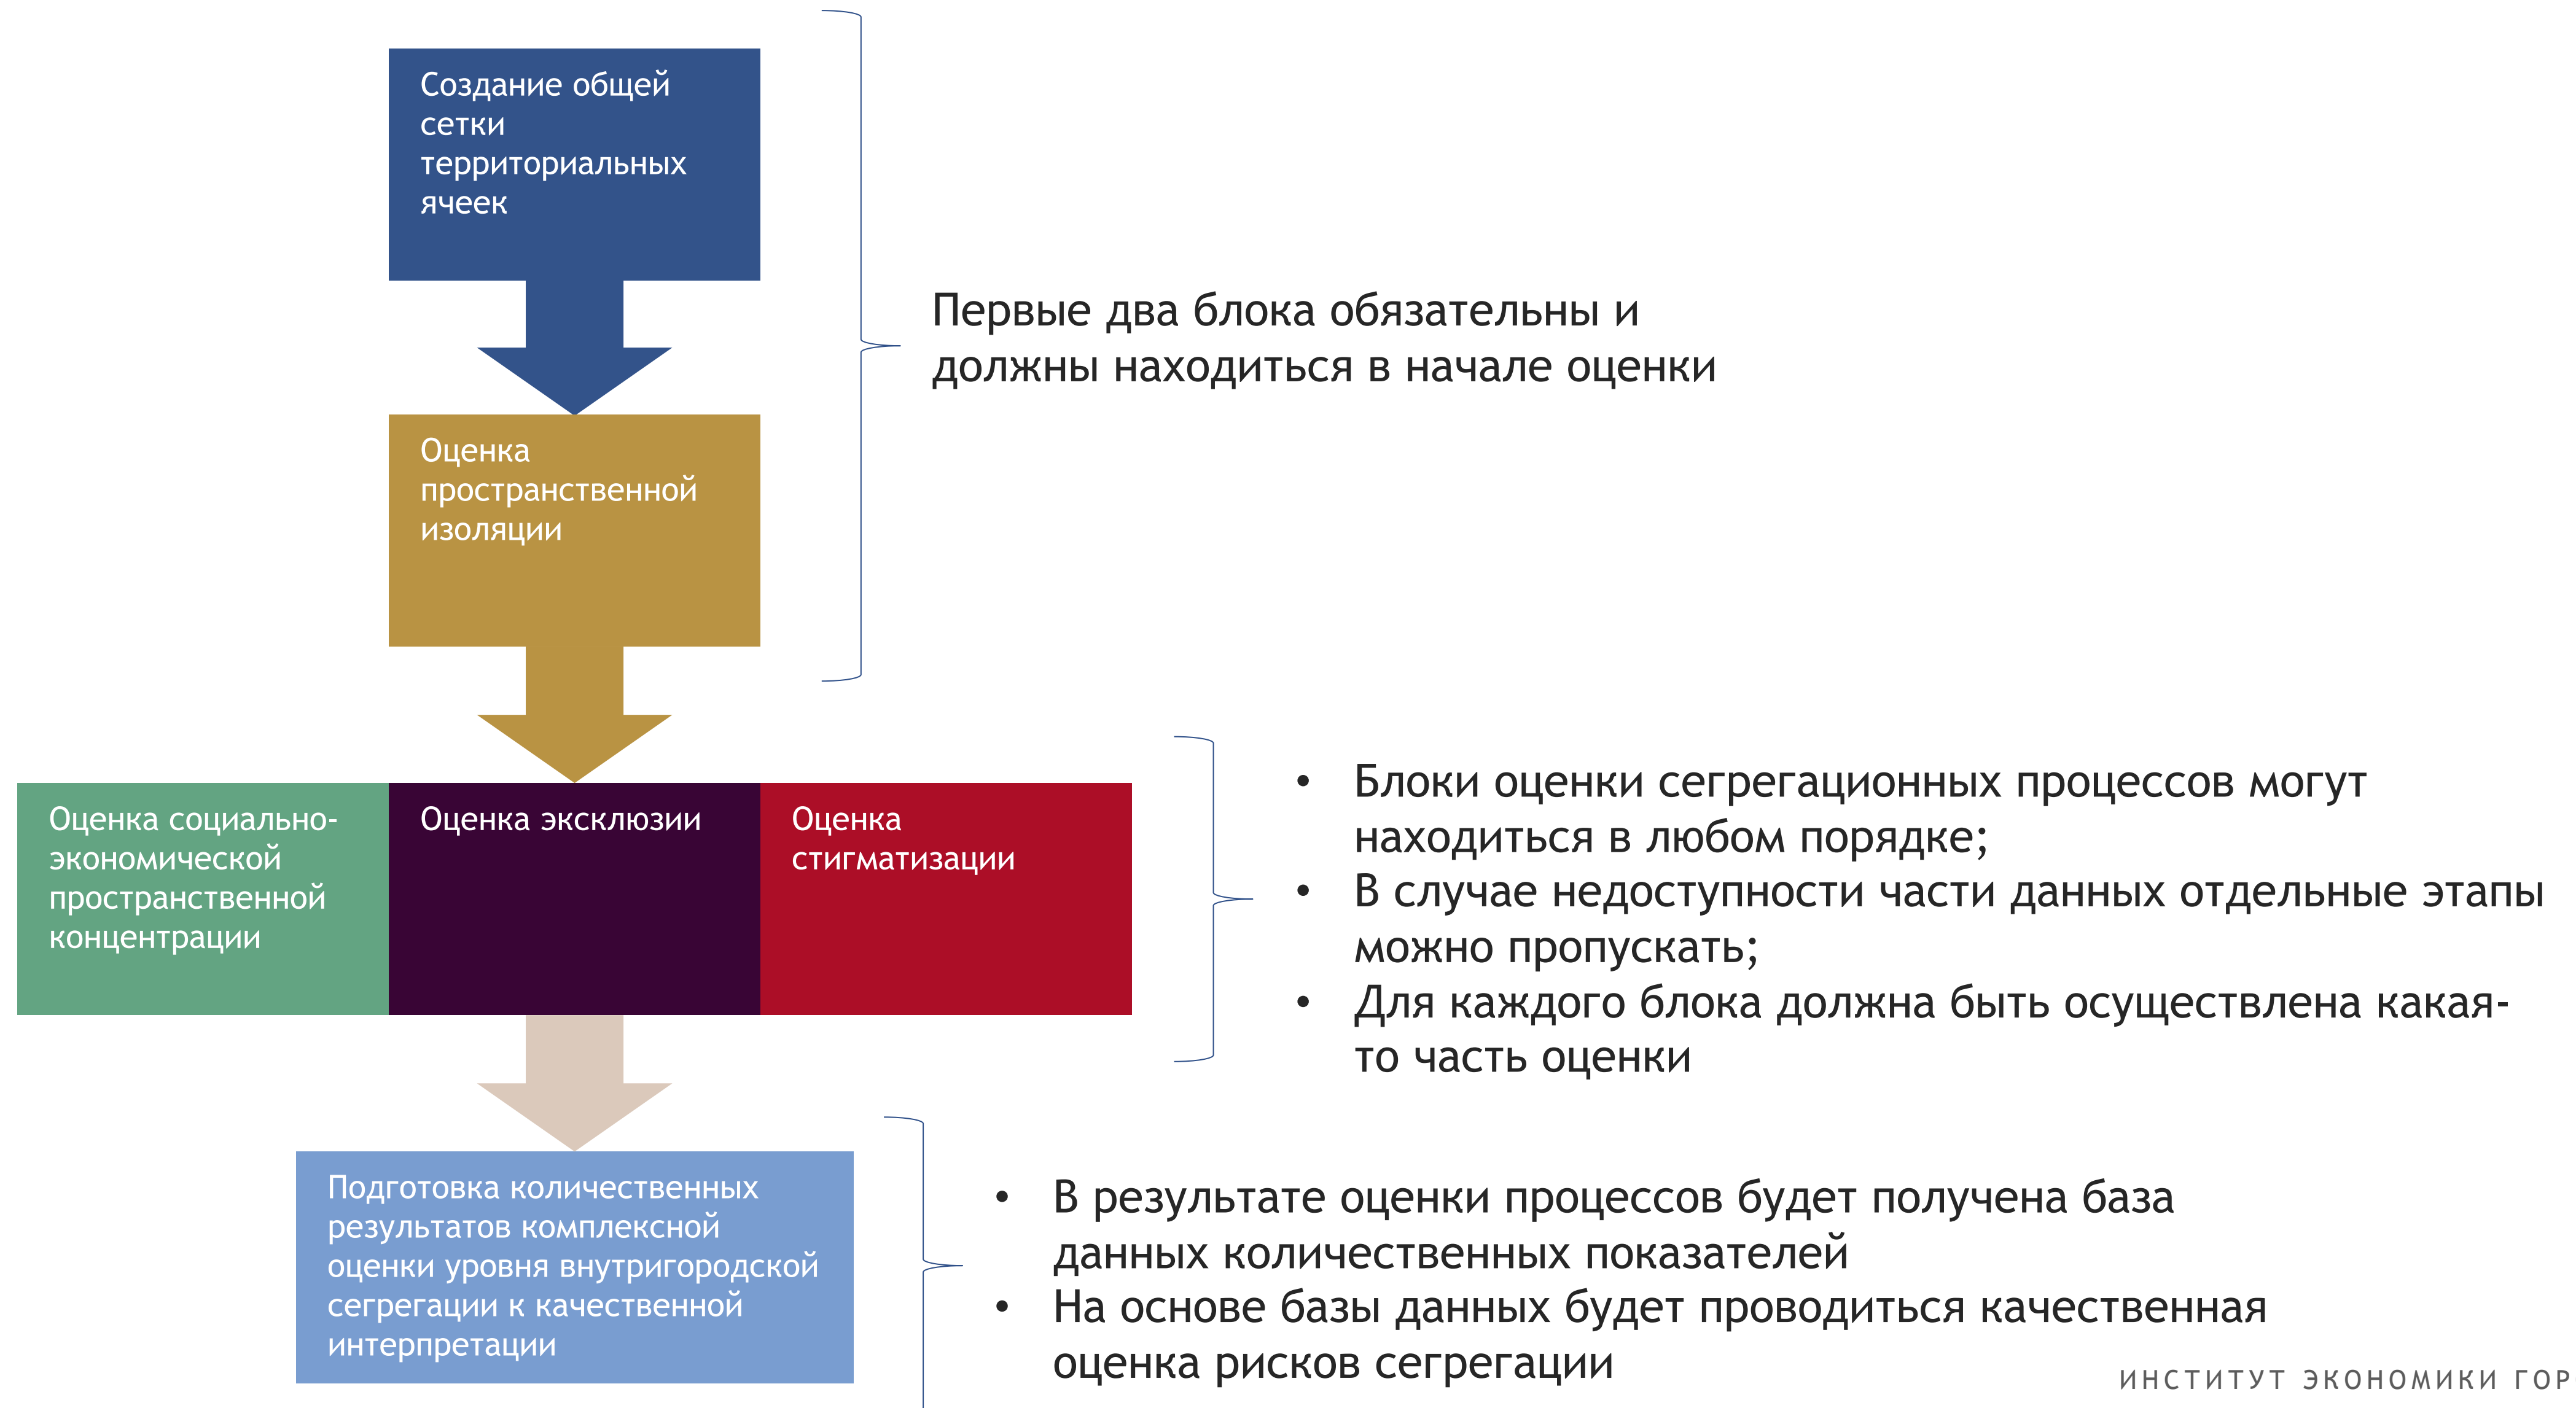 Создание общей
сетки
территориальных
ячеек
Первые два блока обязательны и
должны находиться в начале оценки
Оценка
пространственной
изоляции
Оценка социально-
экономической
пространственной
концентрации
Оценка эксклюзии
Оценка
стигматизации
• Блоки оценки сегрегационных процессов могут
находиться в любом порядке;
• В случае недоступности части данных отдельные этапы
можно пропускать;
• Для каждого блока должна быть осуществлена какая-
то часть оценки
Подготовка количественных
результатов комплексной
оценки уровня внутригородской
сегрегации к качественной
интерпретации
• В результате оценки процессов будет получена база
данных количественных показателей
• На основе базы данных будет проводиться качественная
оценка рисков сегрегации
ИНСТИТУТ ЭКОНОМИКИ ГОР